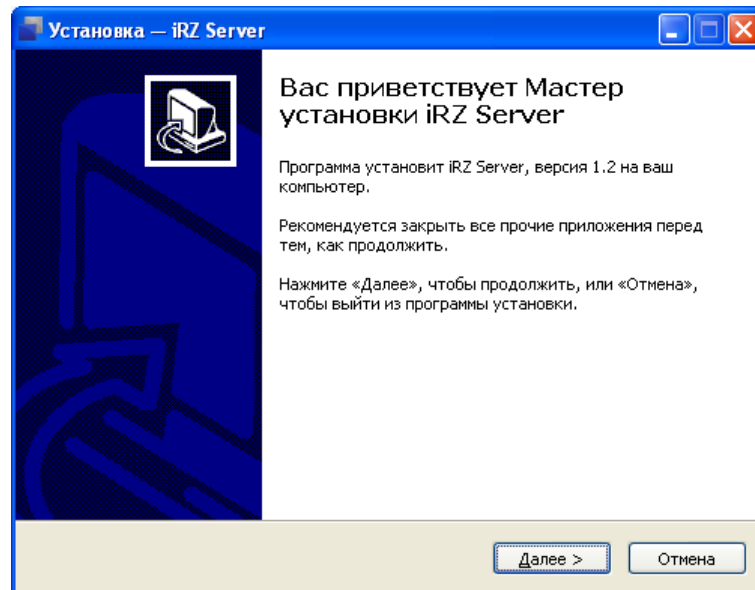 Установка — iRZ Server
Вас приветствует Мастер
установки iRZ Server
Программа установит iRZ Server, версия 1.2 на ваш
компьютер.
Рекомендуется закрыть все прочие приложения перед
тем, как продолжить.
Нажмите «Далее», чтобы продолжить, или «Отмена»,
чтобы выйти из программы установки.
Далее >
Отмена